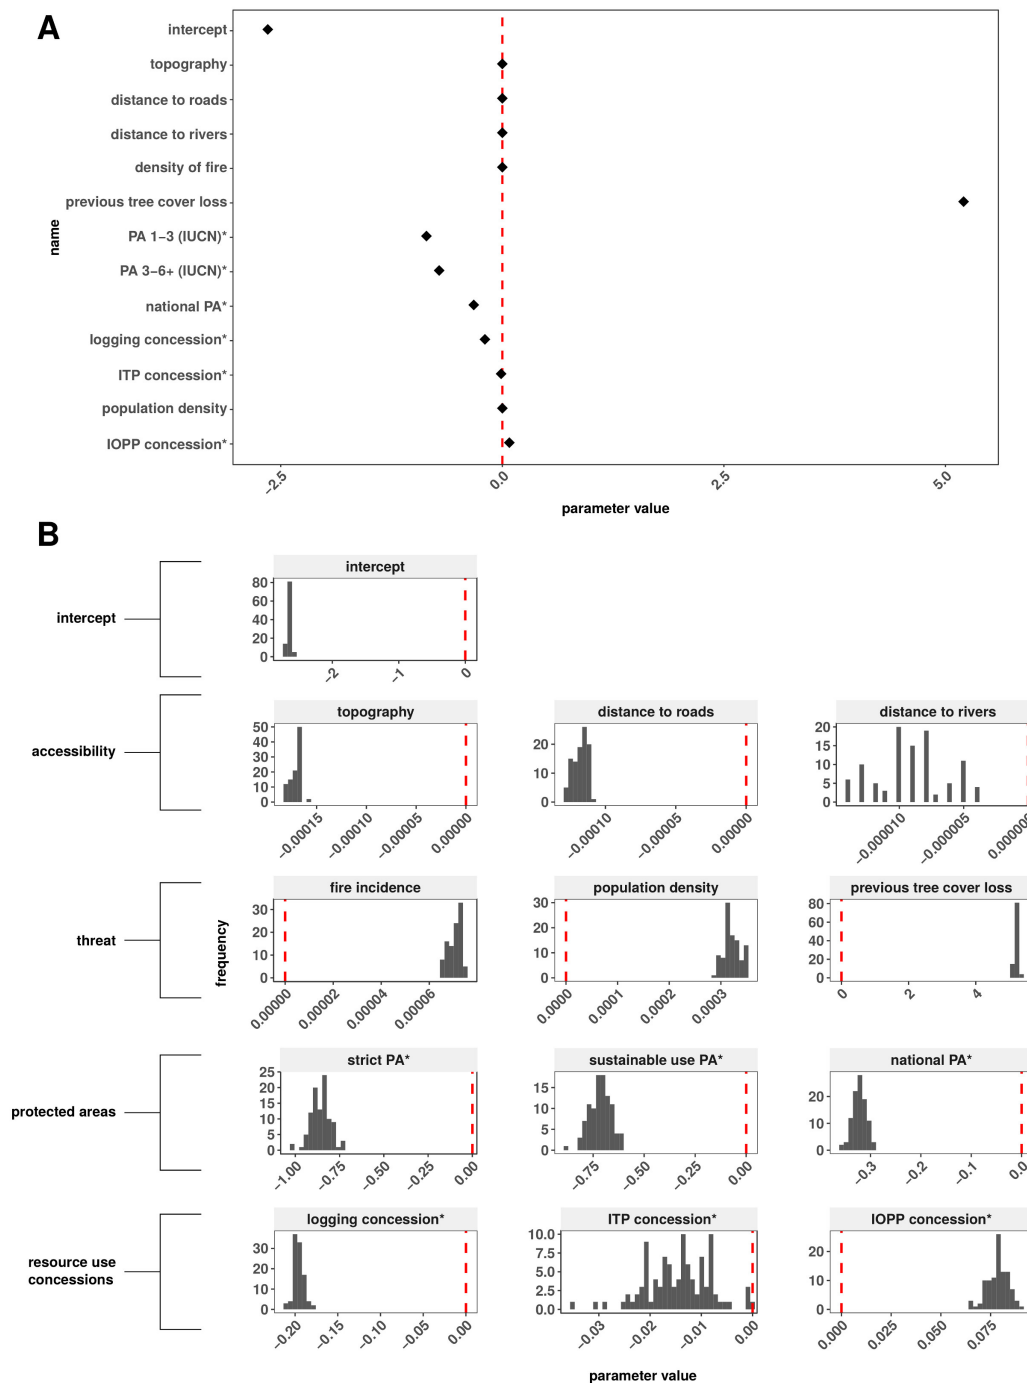 A
intercept
topography
distance to roads
distance to rivers
density of fire
previous tree cover loss
PA 1−3 (IUCN)*
PA 3−6+ (IUCN)*
national PA*
logging concession*
ITP concession*
population density
IOPP concession*
name
−2.5 0.0 2.5 5.0
parameter value
B
intercept
intercept
80
60
40
20
0
−2 −1 0
accessibility
topography
50
40
30
20
10
0
−0.00015 −0.00010 −0.00005 0.00000
distance to roads
20
10
0
−0.00010 −0.00005 0.00000
distance to rivers
20
15
10
5
0
−0.000010 −0.000005
threat
frequency
fire incidence
30
20
10
0
0.00000 0.00002 0.00004 0.00006
population density
30
20
10
0
0.0000 0.0001 0.0002 0.0003
previous tree cover loss
80
60
40
20
0
0 2 4
protected areas
strict PA*
25
20
15
10
5
0
−1.00 −0.75 −0.50 −0.25 0.00
sustainable use PA*
15
10
5
0
−0.75 −0.50 −0.25 0.00
national PA*
20
10
0
−0.3 −0.2 −0.1 0.0
resource use
concessions
logging concession*
30
20
10
0
−0.20 −0.15 −0.10 −0.05 0.00
ITP concession*
10.0
7.5
5.0
2.5
0.0
−0.03 −0.02 −0.01 0.00
IOPP concession*
20
10
0
0.000 0.025 0.050 0.075
parameter value